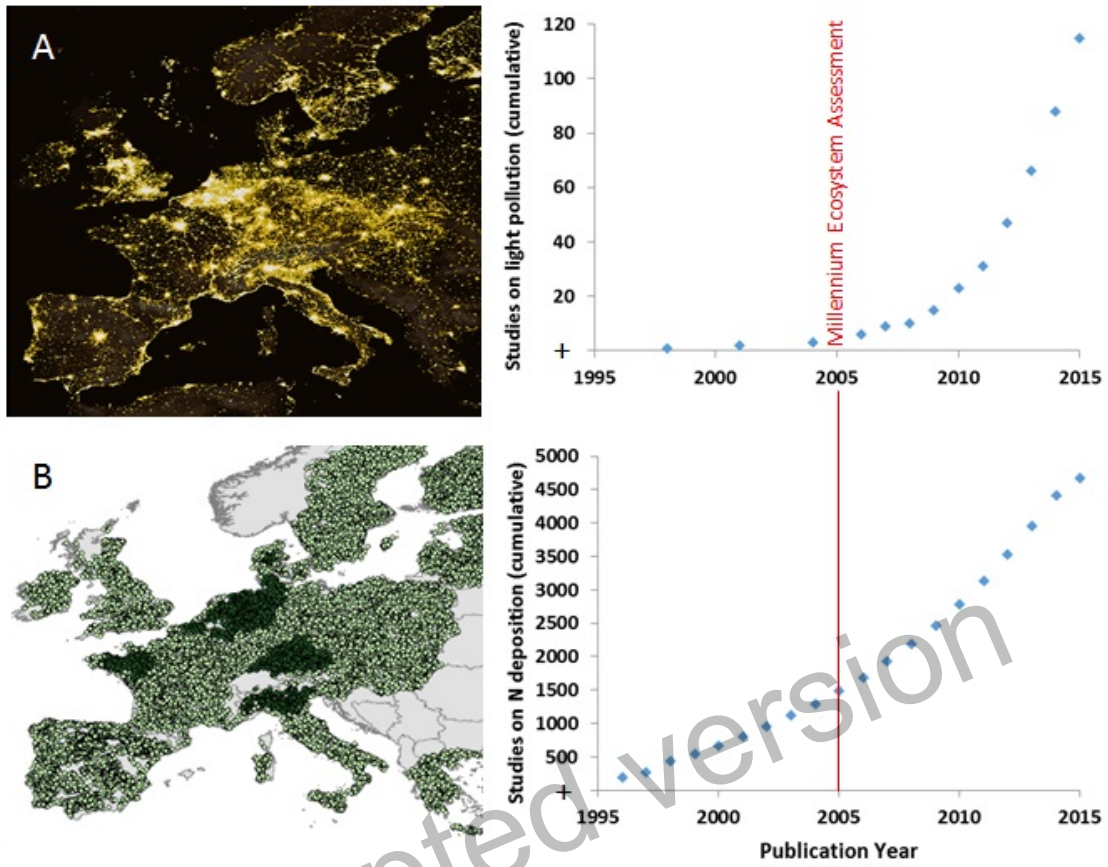 A
Studies on light pollution (cumulative)
120
100
80
60
40
20
+
Millennium Ecosystem Assessment
1995 2000 2005 2010 2015
B
Studies on N deposition (cumulative)
5000
4500
4000
3500
3000
2500
2000
1500
1000
500
+
1995 2000 2005 2010 2015
Publication Year
pted version